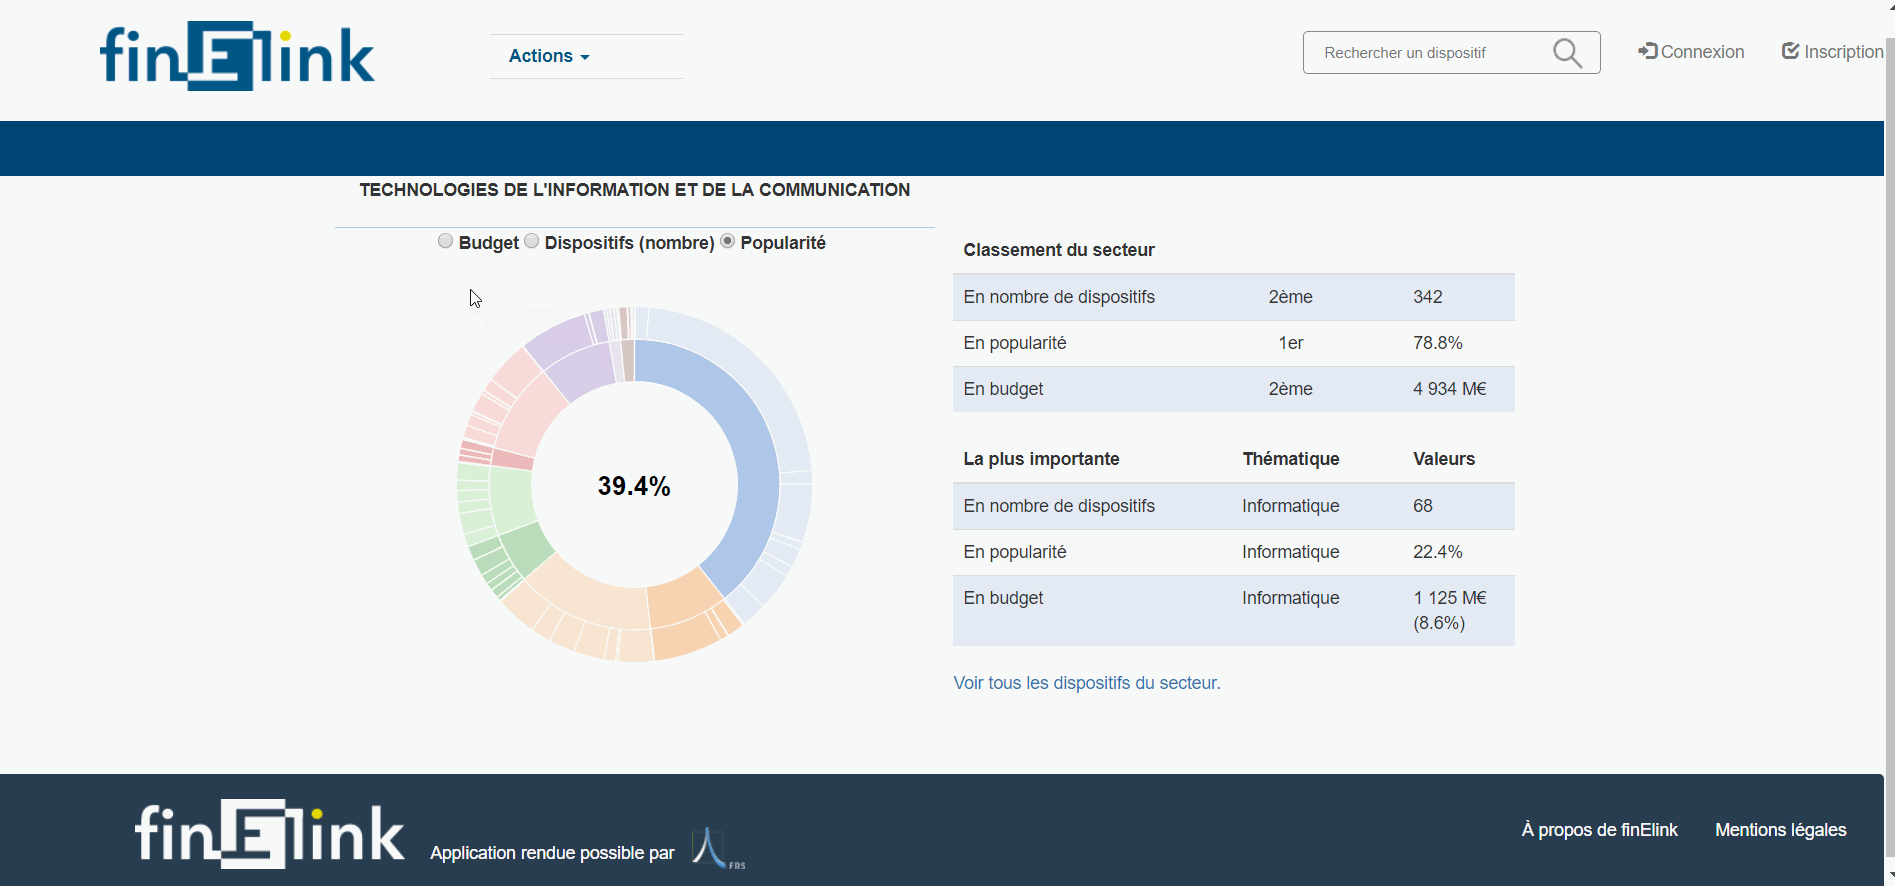 finElink
Actions
Rechercher un dispositif
Connexion
Inscription
TECHNOLOGIES DE L'INFORMATION ET DE LA COMMUNICATION
Budget Dispositifs (nombre) Popularité
39.4%
Classement du secteur
En nombre de dispositifs 2ème 342
En popularité 1er 78.8%
En budget 2ème 4 934 M€
La plus importante Thématique Valeurs
En nombre de dispositifs Informatique 68
En popularité Informatique 22.4%
En budget Informatique 1 125 M€
(8.6%)
Voir tous les dispositifs du secteur.
finElink
Application rendue possible par
FRS
À propos de finElink
Mentions légales